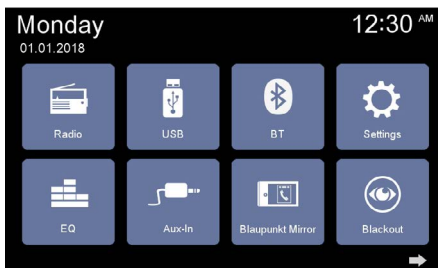 Monday
12:30 AM
01.01.2018
Radio
USB
BT
Settings
EQ
Aux-In
Blaupunkt Mirror
Blackout